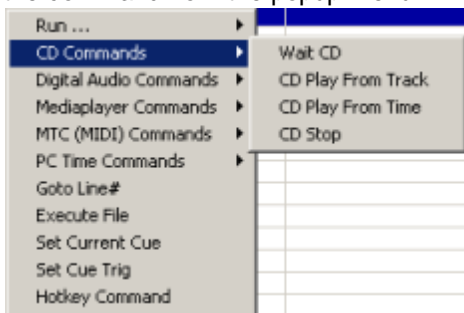 Run ...
CD Commands
Digital Audio Commands
Mediaplayer Commands
MTC (MIDI) Commands
PC Time Commands
Goto Line#
Execute File
Set Current Cue
Set Cue Trig
Hotkey Command
Wait CD
CD Play From Track
CD Play From Time
CD Stop